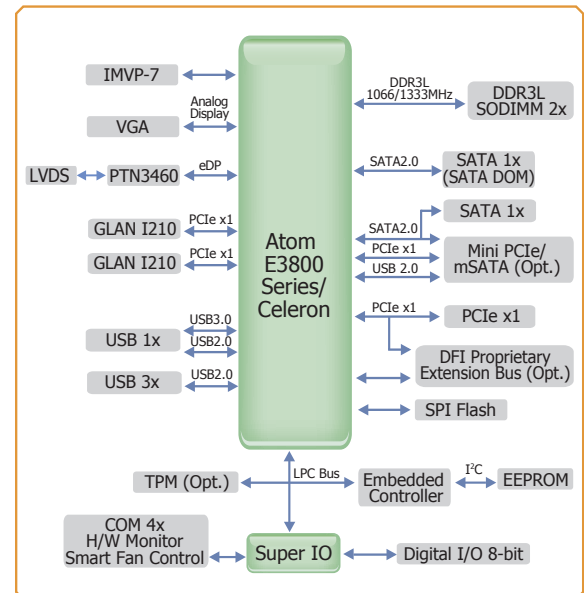 IMVP-7
Analog
Display
VGA
LVDS
PTN3460
eDP
GLAN I210
PCIe x1
GLAN I210
PCIe x1
USB 1x
USB3.0
USB2.0
USB 3x
USB2.0
Atom
E3800
Series/
Celeron
DDR3L
1066/1333MHz
DDR3L
SODIMM 2x
SATA2.0
SATA 1x
(SATA DOM)
SATA 1x
SATA2.0
PCIe x1
USB 2.0
Mini PCIe/
mSATA (Opt.)
PCIe x1
PCIe x1
DFI Proprietary
Extension Bus (Opt.)
SPI Flash
TPM (Opt.)
LPC Bus
Embedded
Controller
I²C
EEPROM
COM 4x
H/W Monitor
Smart Fan Control
Super IO
Digital I/O 8-bit